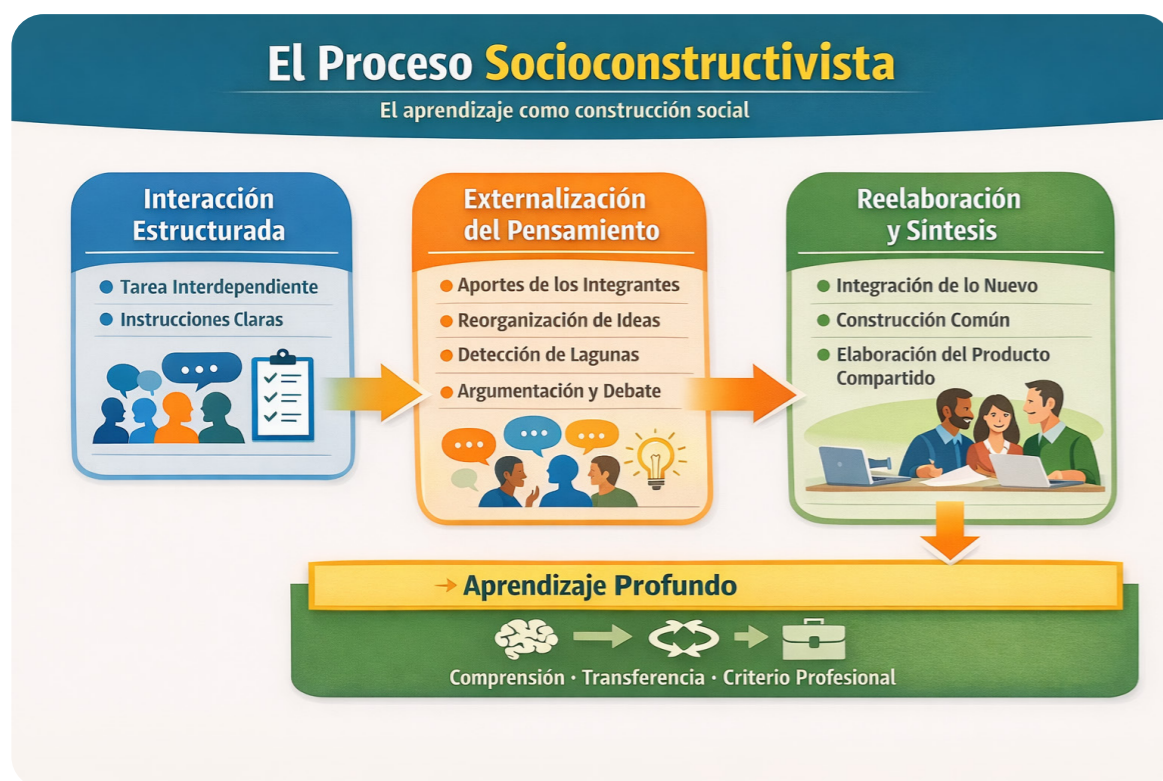 El Proceso Socioconstructivista
El aprendizaje como construcción social
Interacción
Estructurada
Tarea Interdependiente
Instrucciones Claras
Externalización
del Pensamiento
Aportes de los Integrantes
Reorganización de Ideas
Detección de Lagunas
Argumentación y Debate
Reelaboración
y Síntesis
Integración de lo Nuevo
Construcción Común
Elaboración del Producto
Compartido
Aprendizaje Profundo
Comprensión · Transferencia · Criterio Profesional